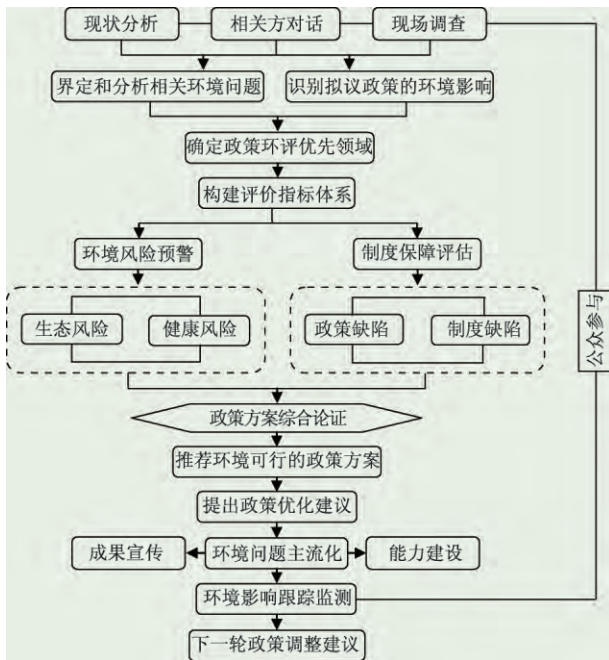 现状分析
相关方对话
现场调查
界定和分析相关环境问题
识别拟议政策的环境影响
确定政策环评优先领域
构建评价指标体系
环境风险预警
制度保障评估
生态风险
健康风险
政策缺陷
制度缺陷
公众参与
政策方案综合论证
推荐环境可行的政策方案
提出政策优化建议
成果宣传
环境问题主流化
能力建设
环境影响跟踪监测
下一轮政策调整建议